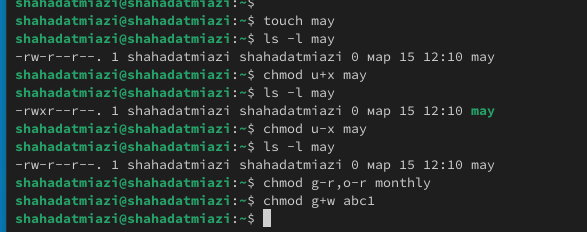 shahadatmiazi@shahadatmiazi:~$
shahadatmiazi@shahadatmiazi:~$ touch may
shahadatmiazi@shahadatmiazi:~$ ls -l may
-rw-r--r--. 1 shahadatmiazi shahadatmiazi 0 мар 15 12:10 may
shahadatmiazi@shahadatmiazi:~$ chmod u+x may
shahadatmiazi@shahadatmiazi:~$ ls -l may
-rwxr--r--. 1 shahadatmiazi shahadatmiazi 0 мар 15 12:10 may
shahadatmiazi@shahadatmiazi:~$ chmod u-x may
shahadatmiazi@shahadatmiazi:~$ ls -l may
-rw-r--r--. 1 shahadatmiazi shahadatmiazi 0 мар 15 12:10 may
shahadatmiazi@shahadatmiazi:~$ chmod g-r,o-r monthly
shahadatmiazi@shahadatmiazi:~$ chmod g+w abc1
shahadatmiazi@shahadatmiazi:~$